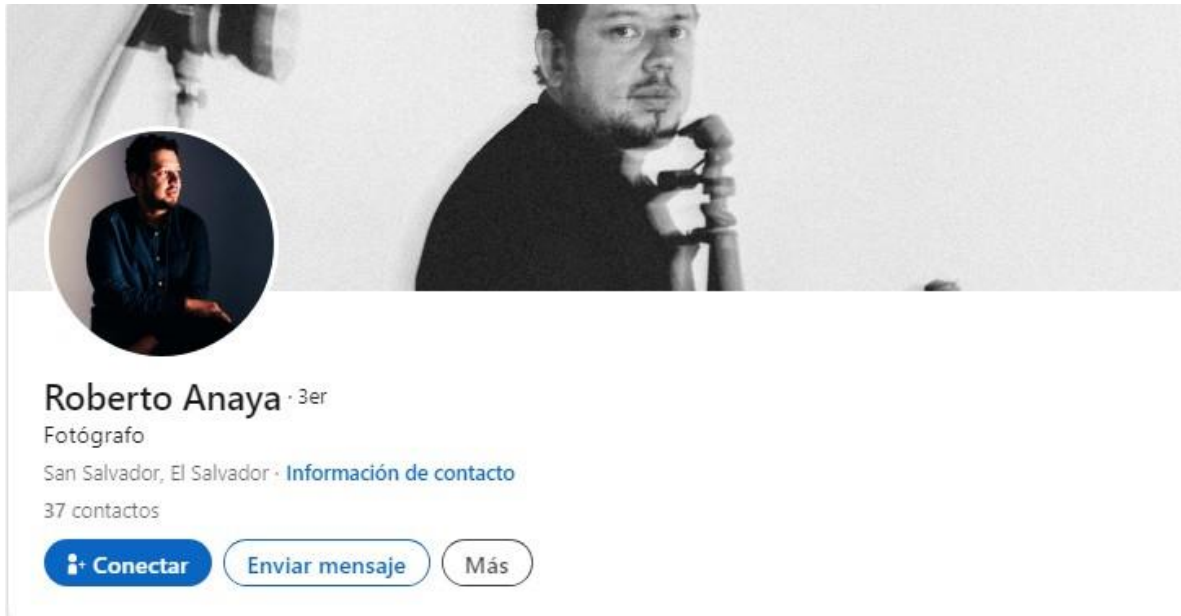 Roberto Anaya · 3er
Fotógrafo
San Salvador, El Salvador · Información de contacto
37 contactos
Conectar Enviar mensaje Más